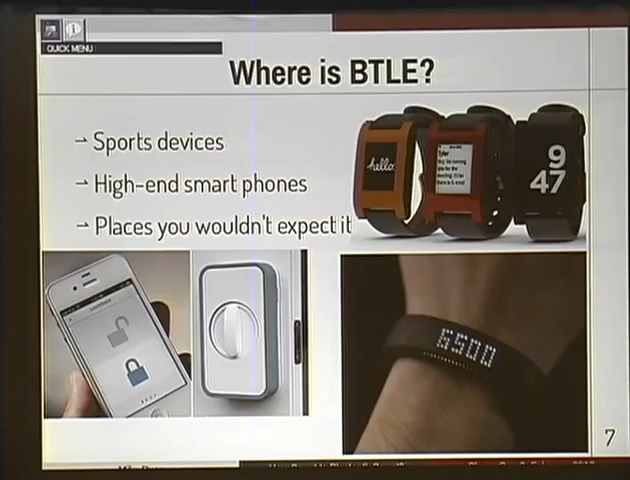 QUICK MENU
Where is BTLE?
⇀ Sports devices
⇀ High-end smart phones
⇀ Places you wouldn't expect it
hello
9
47
6500
7